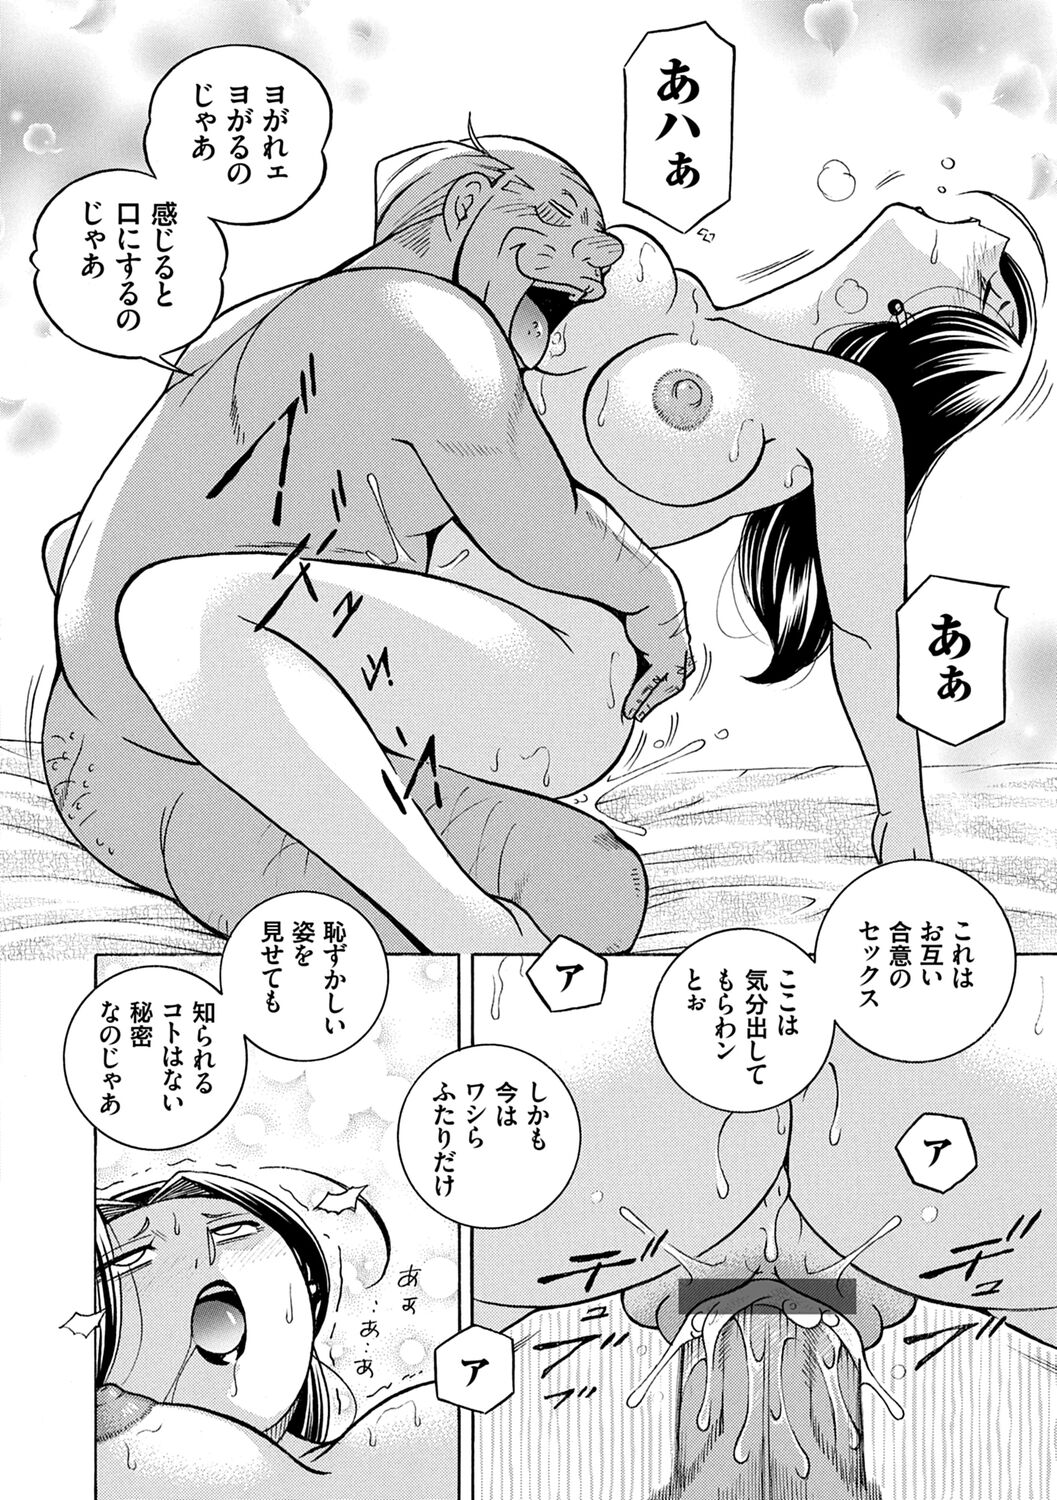 あハぁ
ヨがれェ
ヨがるの
じゃあ
感じると
口にするの
じゃあ
あぁ
これは
お互い
合意の
セックス
ここは
気分出して
もらわン
とぉ
ア
ア
しかも
今は
ワシら
ふたりだけ
恥ずかしい
姿を
見せても
知られる
コトはない
秘密
なのじゃあ
あぁ
…あ
…あ
ア